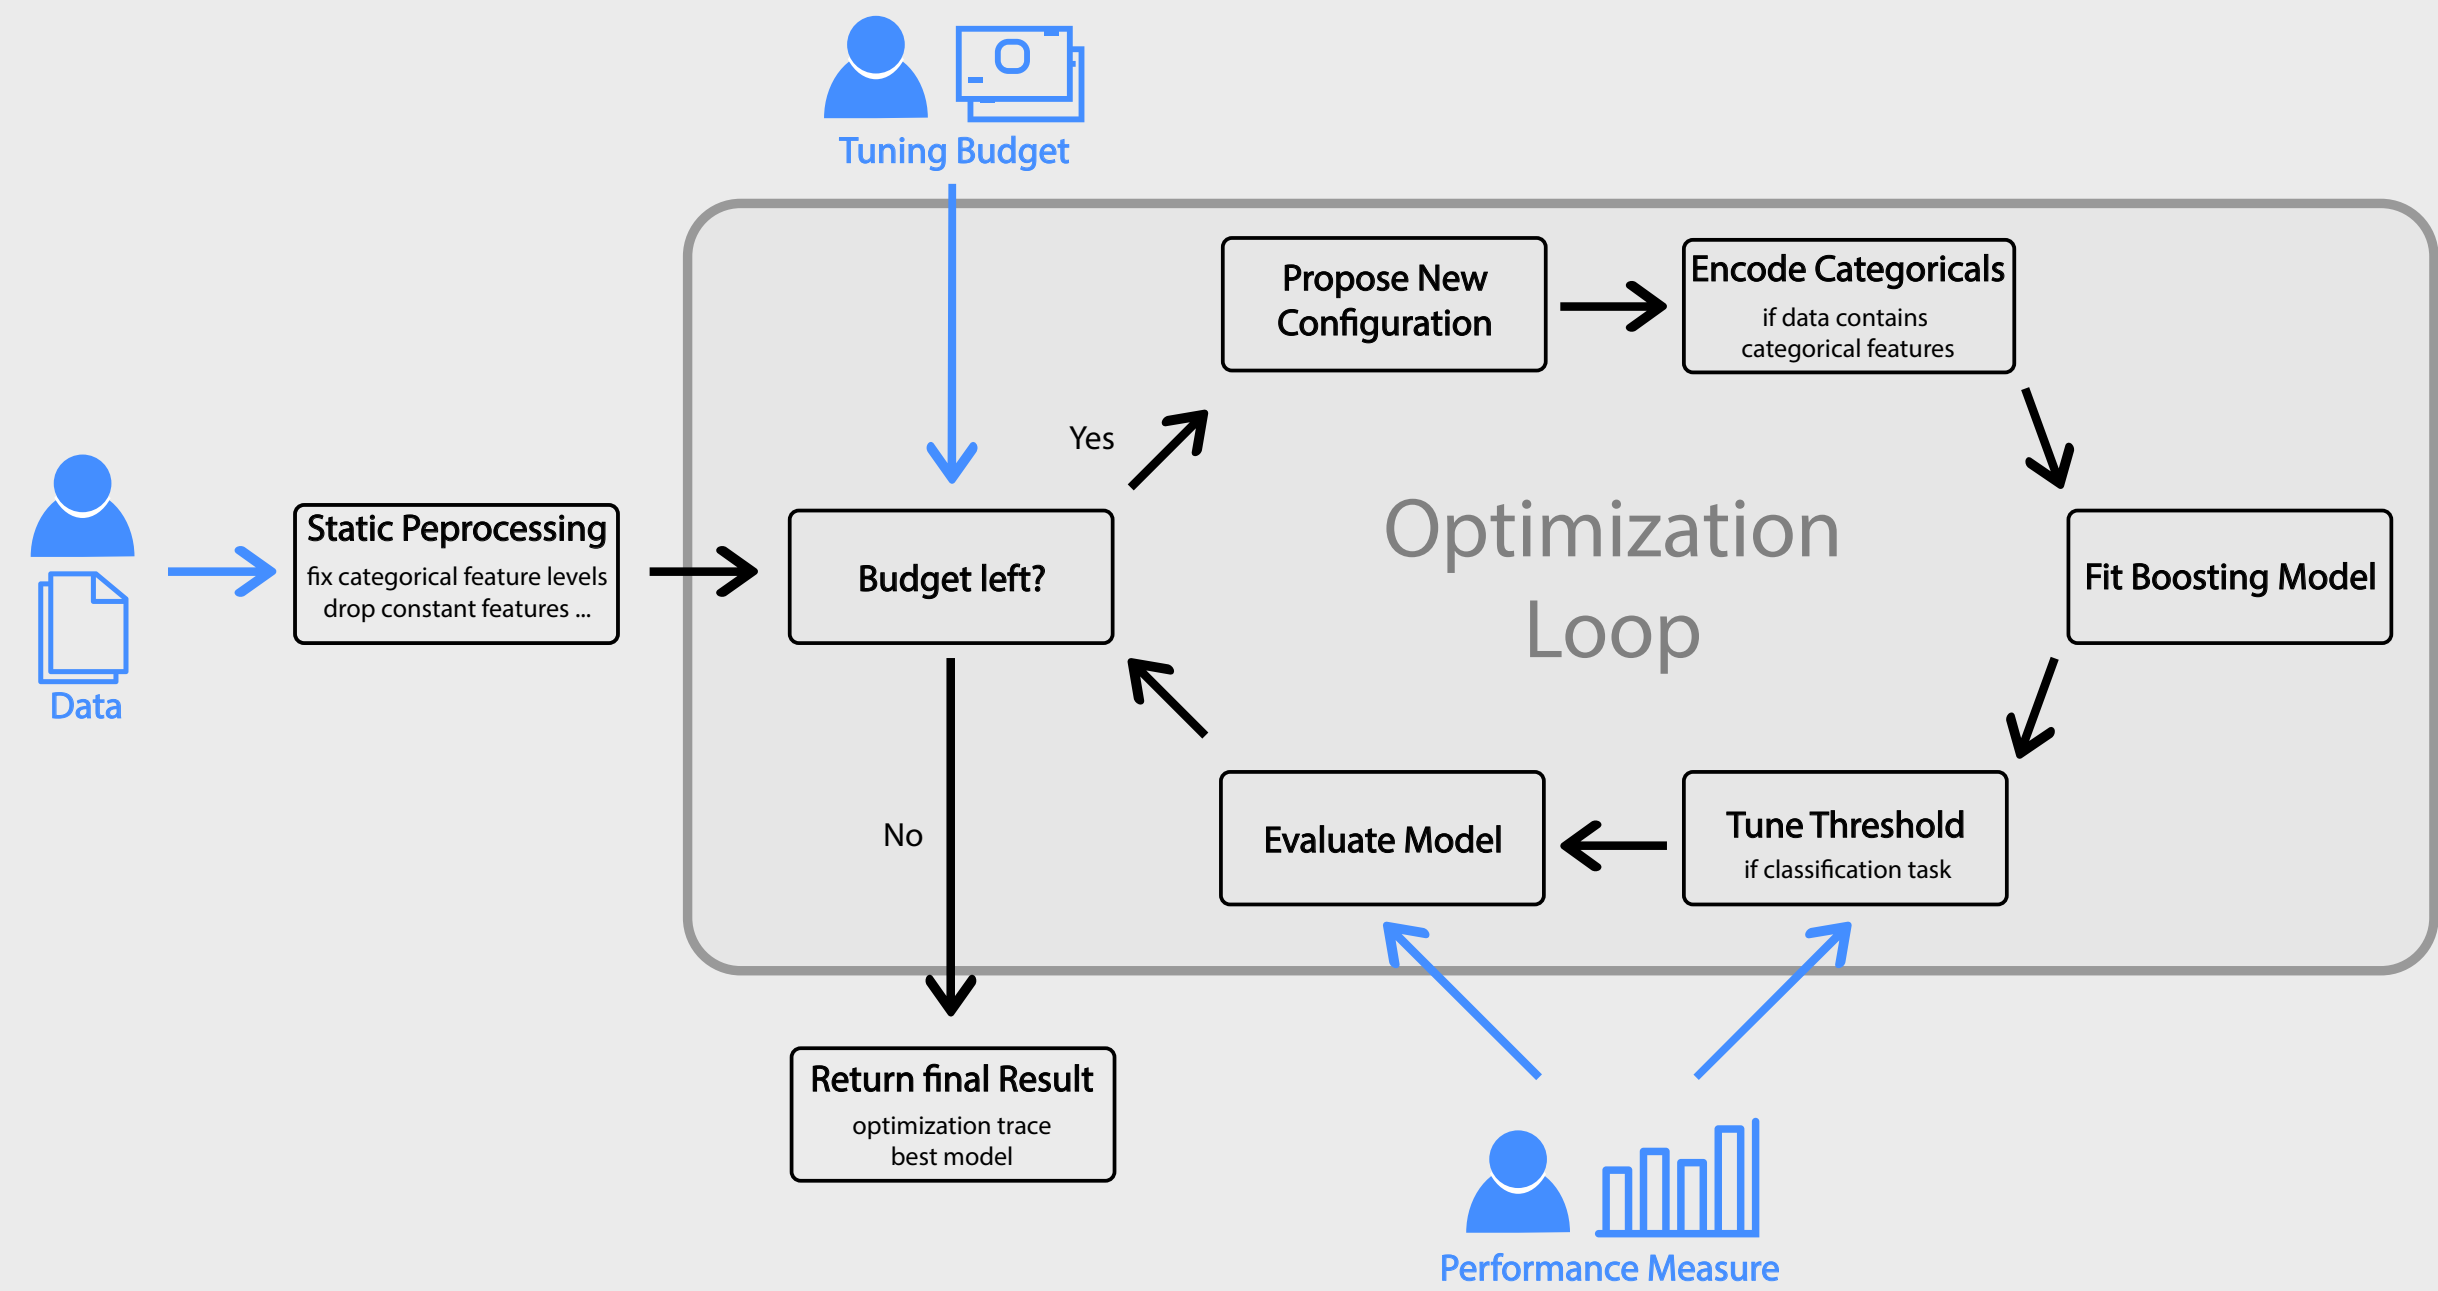 Tuning Budget
Propose New
Configuration
Encode Categoricals
if data contains
categorical features
Yes
Optimization
Loop
Data
Static Peprocessing
fix categorical feature levels
drop constant features ...
Budget left?
Fit Boosting Model
No
Evaluate Model
Tune Threshold
if classification task
Return final Result
optimization trace
best model
Performance Measure